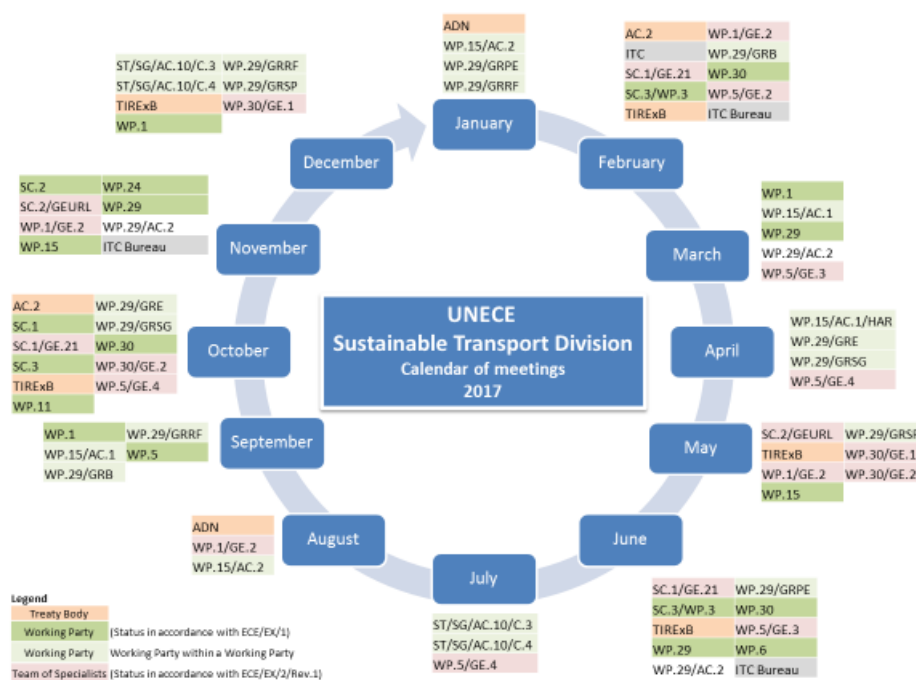 ADN
WP.15/AC.2
WP.29/GRPE
WP.29/GRRF
January
AC.2 WP.1/GE.2
ITC WP.29/GRB
SC.1/GE.21 WP.30
SC.3/WP.3 WP.5/GE.2
TIRExB ITC Bureau
February
WP.1
WP.15/AC.1
WP.29
WP.29/AC.2
WP.5/GE.3
March
WP.15/AC.1/HAR
WP.29/GRE
WP.29/GRSG
WP.5/GE.4
April
SC.2/GEURL WP.29/GRSP
TIRExB WP.30/GE.1
WP.1/GE.2 WP.30/GE.2
WP.15
May
SC.1/GE.21 WP.29/GRPE
SC.3/WP.3 WP.30
TIRExB WP.5/GE.3
WP.29 WP.6
WP.29/AC.2 ITC Bureau
June
July
ST/SG/AC.10/C.3
ST/SG/AC.10/C.4
WP.5/GE.4
August
ADN
WP.1/GE.2
WP.15/AC.2
September
WP.1 WP.29/GRRF
WP.15/AC.1 WP.5
WP.29/GRB
October
AC.2 WP.29/GRE
SC.1 WP.29/GRSG
SC.1/GE.21 WP.30
SC.3 WP.30/GE.2
TIRExB WP.5/GE.4
WP.11
November
SC.2 WP.24
SC.2/GEURL WP.29
WP.1/GE.2 WP.29/AC.2
WP.15 ITC Bureau
December
ST/SG/AC.10/C.3 WP.29/GRRF
ST/SG/AC.10/C.4 WP.29/GRSP
TIRExB WP.30/GE.1
WP.1
UNECE
Sustainable Transport Division
Calendar of meetings
2017
Legend
Treaty Body
Working Party (Status in accordance with ECE/EX/1)
Working Party Working Party within a Working Party
Team of Specialists (Status in accordance with ECE/EX/2/Rev.1)